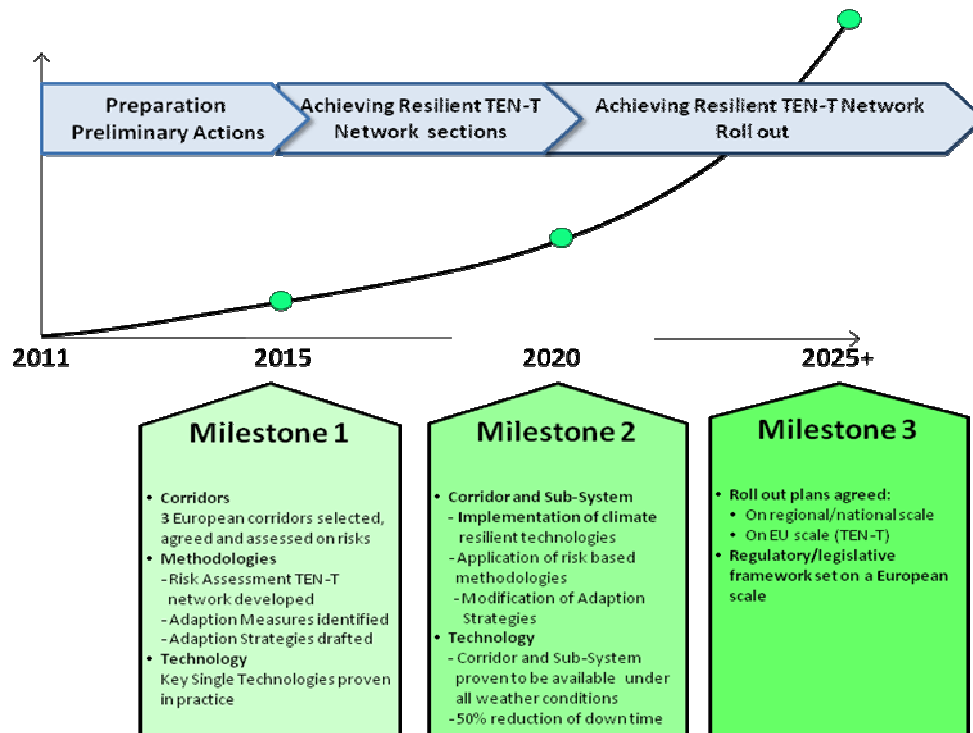 Preparation
Preliminary Actions
Achieving Resilient TEN-T
Network sections
Achieving Resilient TEN-T Network
Roll out
2011
2015
2020
2025+
Milestone 1
• Corridors
3 European corridors selected,
agreed and assessed on risks
• Methodologies
-Risk Assessment TEN-T
network developed
-Adaption Measures identified
-Adaption Strategies drafted
• Technology
Key Single Technologies proven
in practice
Milestone 2
• Corridor and Sub-System
- Implementation of climate
resilient technologies
-Application of risk based
methodologies
-Modification of Adaption
Strategies
• Technology
- Corridor and Sub-System
proven to be available under
all weather conditions
-50% reduction of down time
Milestone 3
• Roll out plans agreed:
• On regional/national scale
• On EU scale (TEN-T)
• Regulatory/legislative
framework set on a European
scale